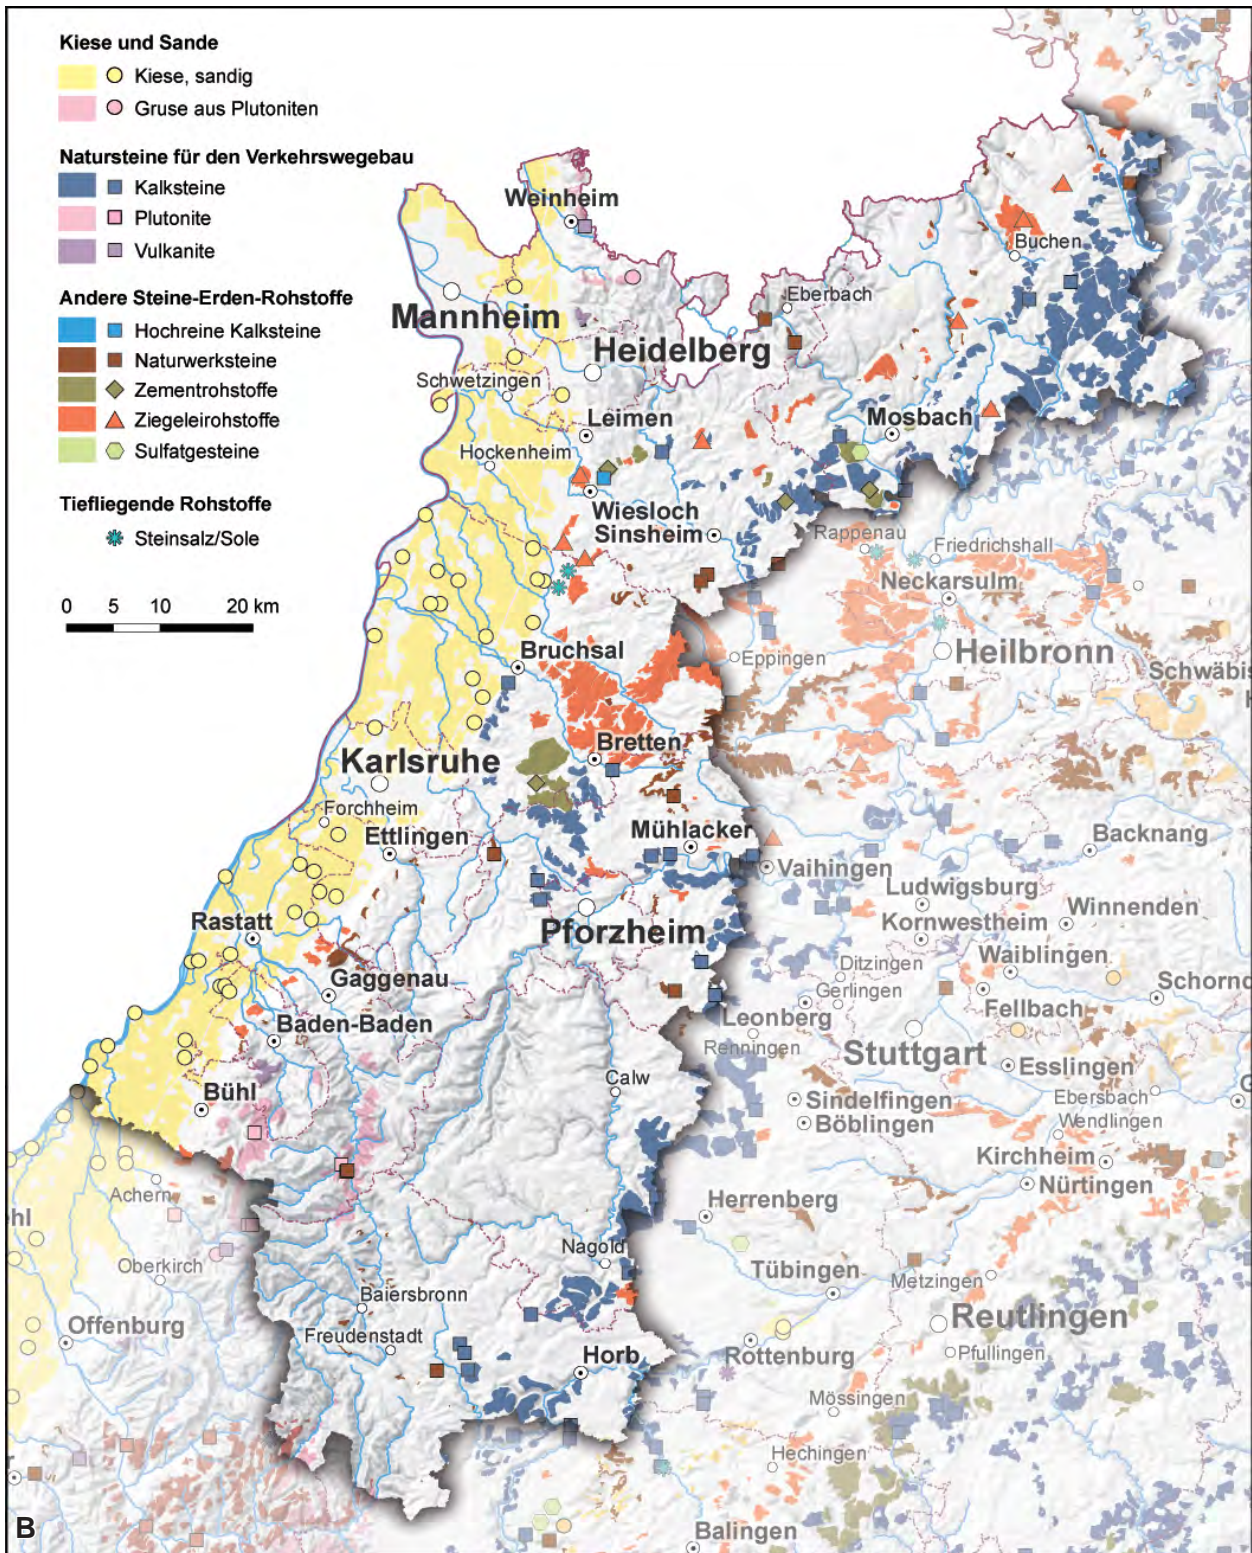 Kiese und Sande
Kiese, sandig
Gruse aus Plutoniten
Natursteine für den Verkehrswegebau
Kalksteine
Plutonite
Vulkanite
Andere Steine-Erden-Rohstoffe
Hochreine Kalksteine
Naturwerksteine
Zementrohstoffe
Ziegeleirohstoffe
Sulfatgesteine
Tiefliegende Rohstoffe
Steinsalz/Sole
0 5 10 20 km
Weinheim
Buchen
Eberbach
Mannheim
Heidelberg
Schwetzingen
Leimen
Mosbach
Hockenheim
Wiesloch
Sinsheim
Rappenau
Friedrichshall
Neckarsulm
Bruchsal
Eppingen
Heilbronn
Schwäbis
Bretten
Karlsruhe
Forchheim
Ettlingen
Mühlacker
Backnang
Vaihingen
Ludwigsburg
Rastatt
Pforzheim
Kornwestheim
Winnenden
Waiblingen
Ditzingen
Gaggenau
Gerlingen
Schornd
Fellbach
Leonberg
Baden-Baden
Renningen
Stuttgart
Esslingen
Calw
Bühl
Ebersbach
Sindelfingen
Böblingen
Wendlingen
Kirchheim
Nürtingen
Achern
Herrenberg
ehl
Nagold
Oberkirch
Tübingen
Metzingen
Baiersbronn
Reutlingen
Offenburg
Freudenstadt
Horb
Rottenburg
Pfullingen
Mössingen
Hechingen
B
Balingen